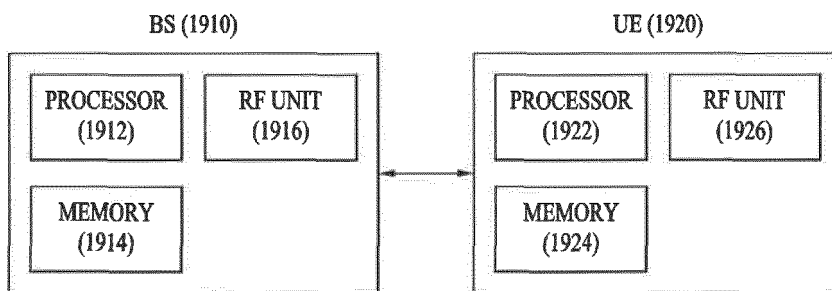 BS (1910)
PROCESSOR
(1912)
RF UNIT
(1916)
MEMORY
(1914)
UE (1920)
PROCESSOR
(1922)
RF UNIT
(1926)
MEMORY
(1924)